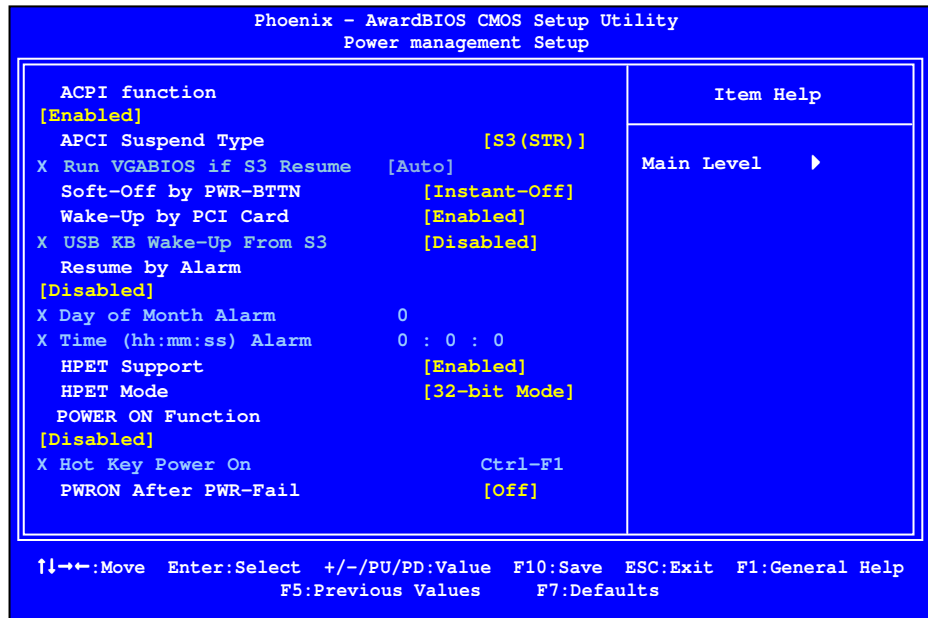 Phoenix - AwardBIOS CMOS Setup Utility
Power management Setup
ACPI function
[Enabled]
APCI Suspend Type [S3(STR)]
X Run VGABIOS if S3 Resume [Auto]
Soft-Off by PWR-BTTN [Instant-Off]
Wake-Up by PCI Card [Enabled]
X USB KB Wake-Up From S3 [Disabled]
Resume by Alarm
[Disabled]
X Day of Month Alarm 0
X Time (hh:mm:ss) Alarm 0 : 0 : 0
HPET Support [Enabled]
HPET Mode [32-bit Mode]
POWER ON Function
[Disabled]
X Hot Key Power On Ctrl-F1
PWRON After PWR-Fail [Off]
Item Help
Main Level
↑↓→←:Move Enter:Select +/-/PU/PD:Value F10:Save ESC:Exit F1:General Help
F5:Previous Values F7:Defaults